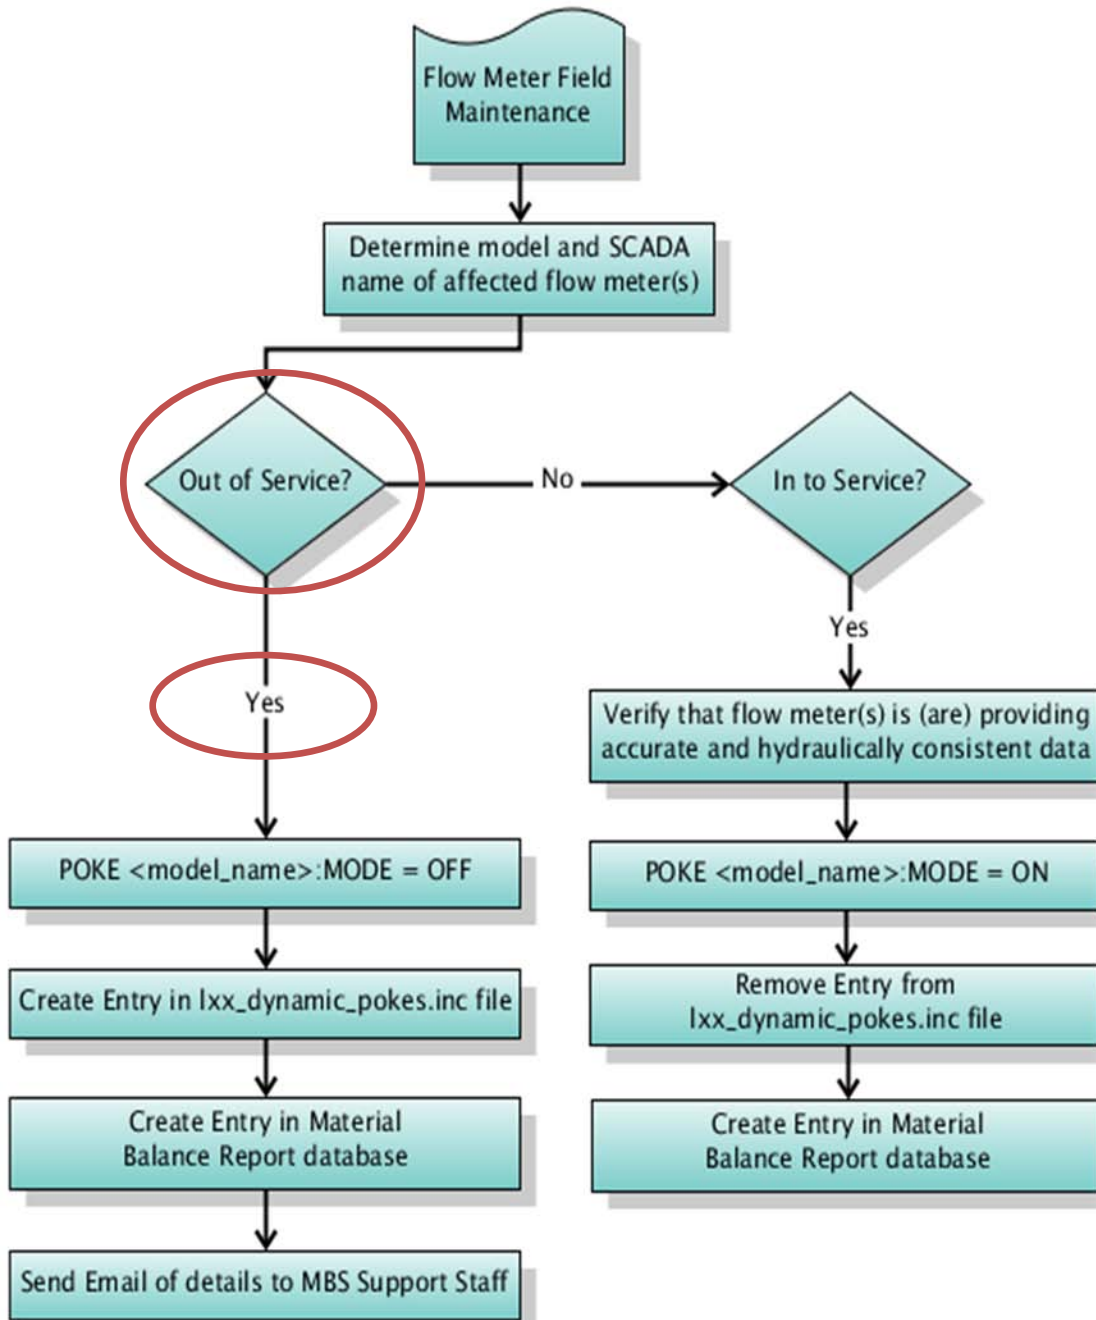 Flow Meter Field
Maintenance
Determine model and SCADA
name of affected flow meter(s)
Out of Service?
No
In to Service?
Yes
Yes
POKE <model_name>:MODE = OFF
Create Entry in lxx_dynamic_pokes.inc file
Create Entry in Material
Balance Report database
Send Email of details to MBS Support Staff
Verify that flow meter(s) is (are) providing
accurate and hydraulically consistent data
POKE <model_name>:MODE = ON
Remove Entry from
lxx_dynamic_pokes.inc file
Create Entry in Material
Balance Report database